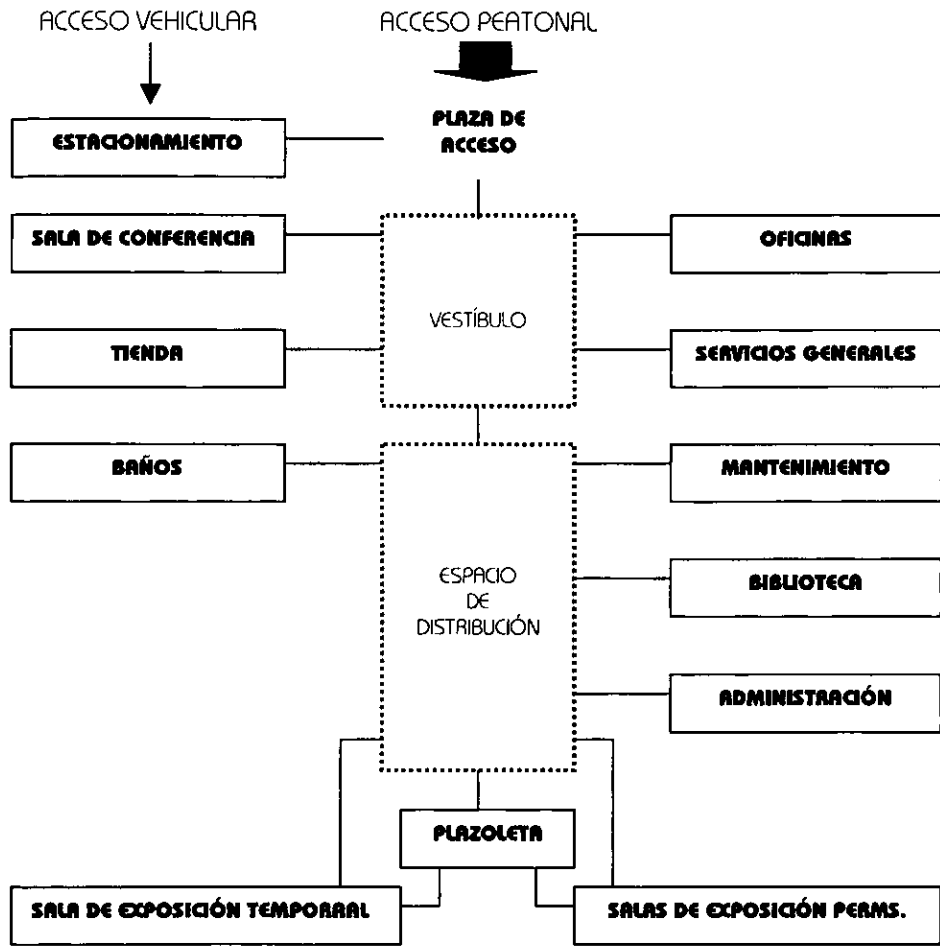 ACCESO VEHICULAR
ACCESO PEATONAL
ESTACIONAMIENTO
PLAZA DE
ACCESO
SALA DE CONFERENCIA
OFICINAS
VESTÍBULO
TIENDA
SERVICIOS GENERALES
BAÑOS
MANTENIMIENTO
ESPACIO
DE
DISTRIBUCIÓN
BIBLIOTECA
ADMINISTRACIÓN
PLAZOLETA
SALA DE EXPOSICIÓN TEMPORRAL
SALAS DE EXPOSICIÓN PERMS.